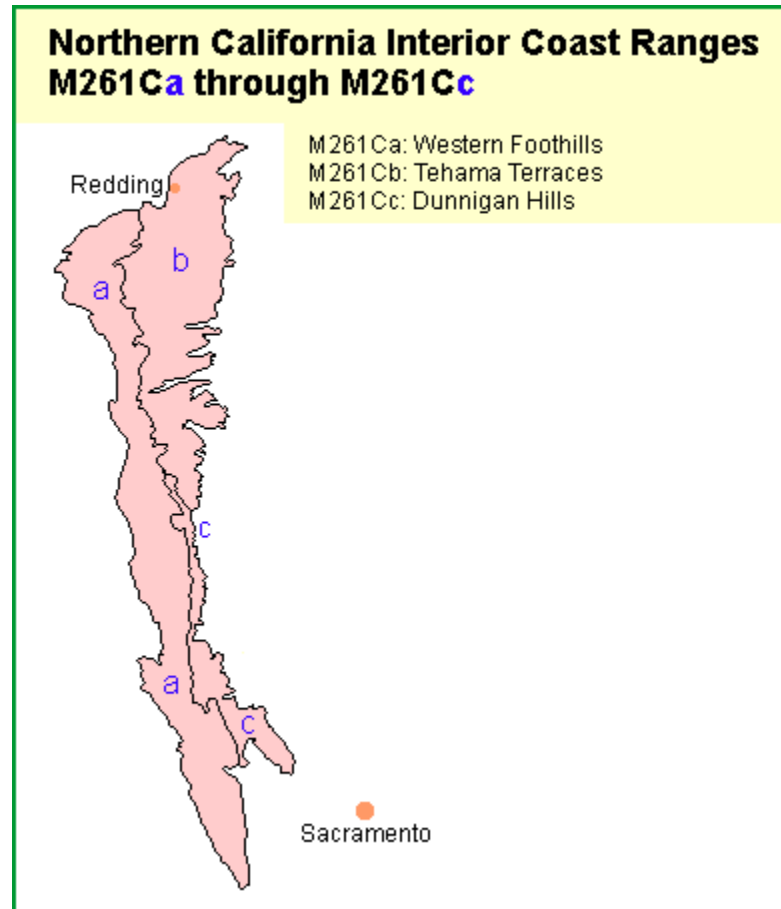 Northern California Interior Coast Ranges
M261Ca through M261Cc
M261Ca: Western Foothills
M261Cb: Tehama Terraces
M261Cc: Dunnigan Hills
Redding
b
a
c
a
c
Sacramento